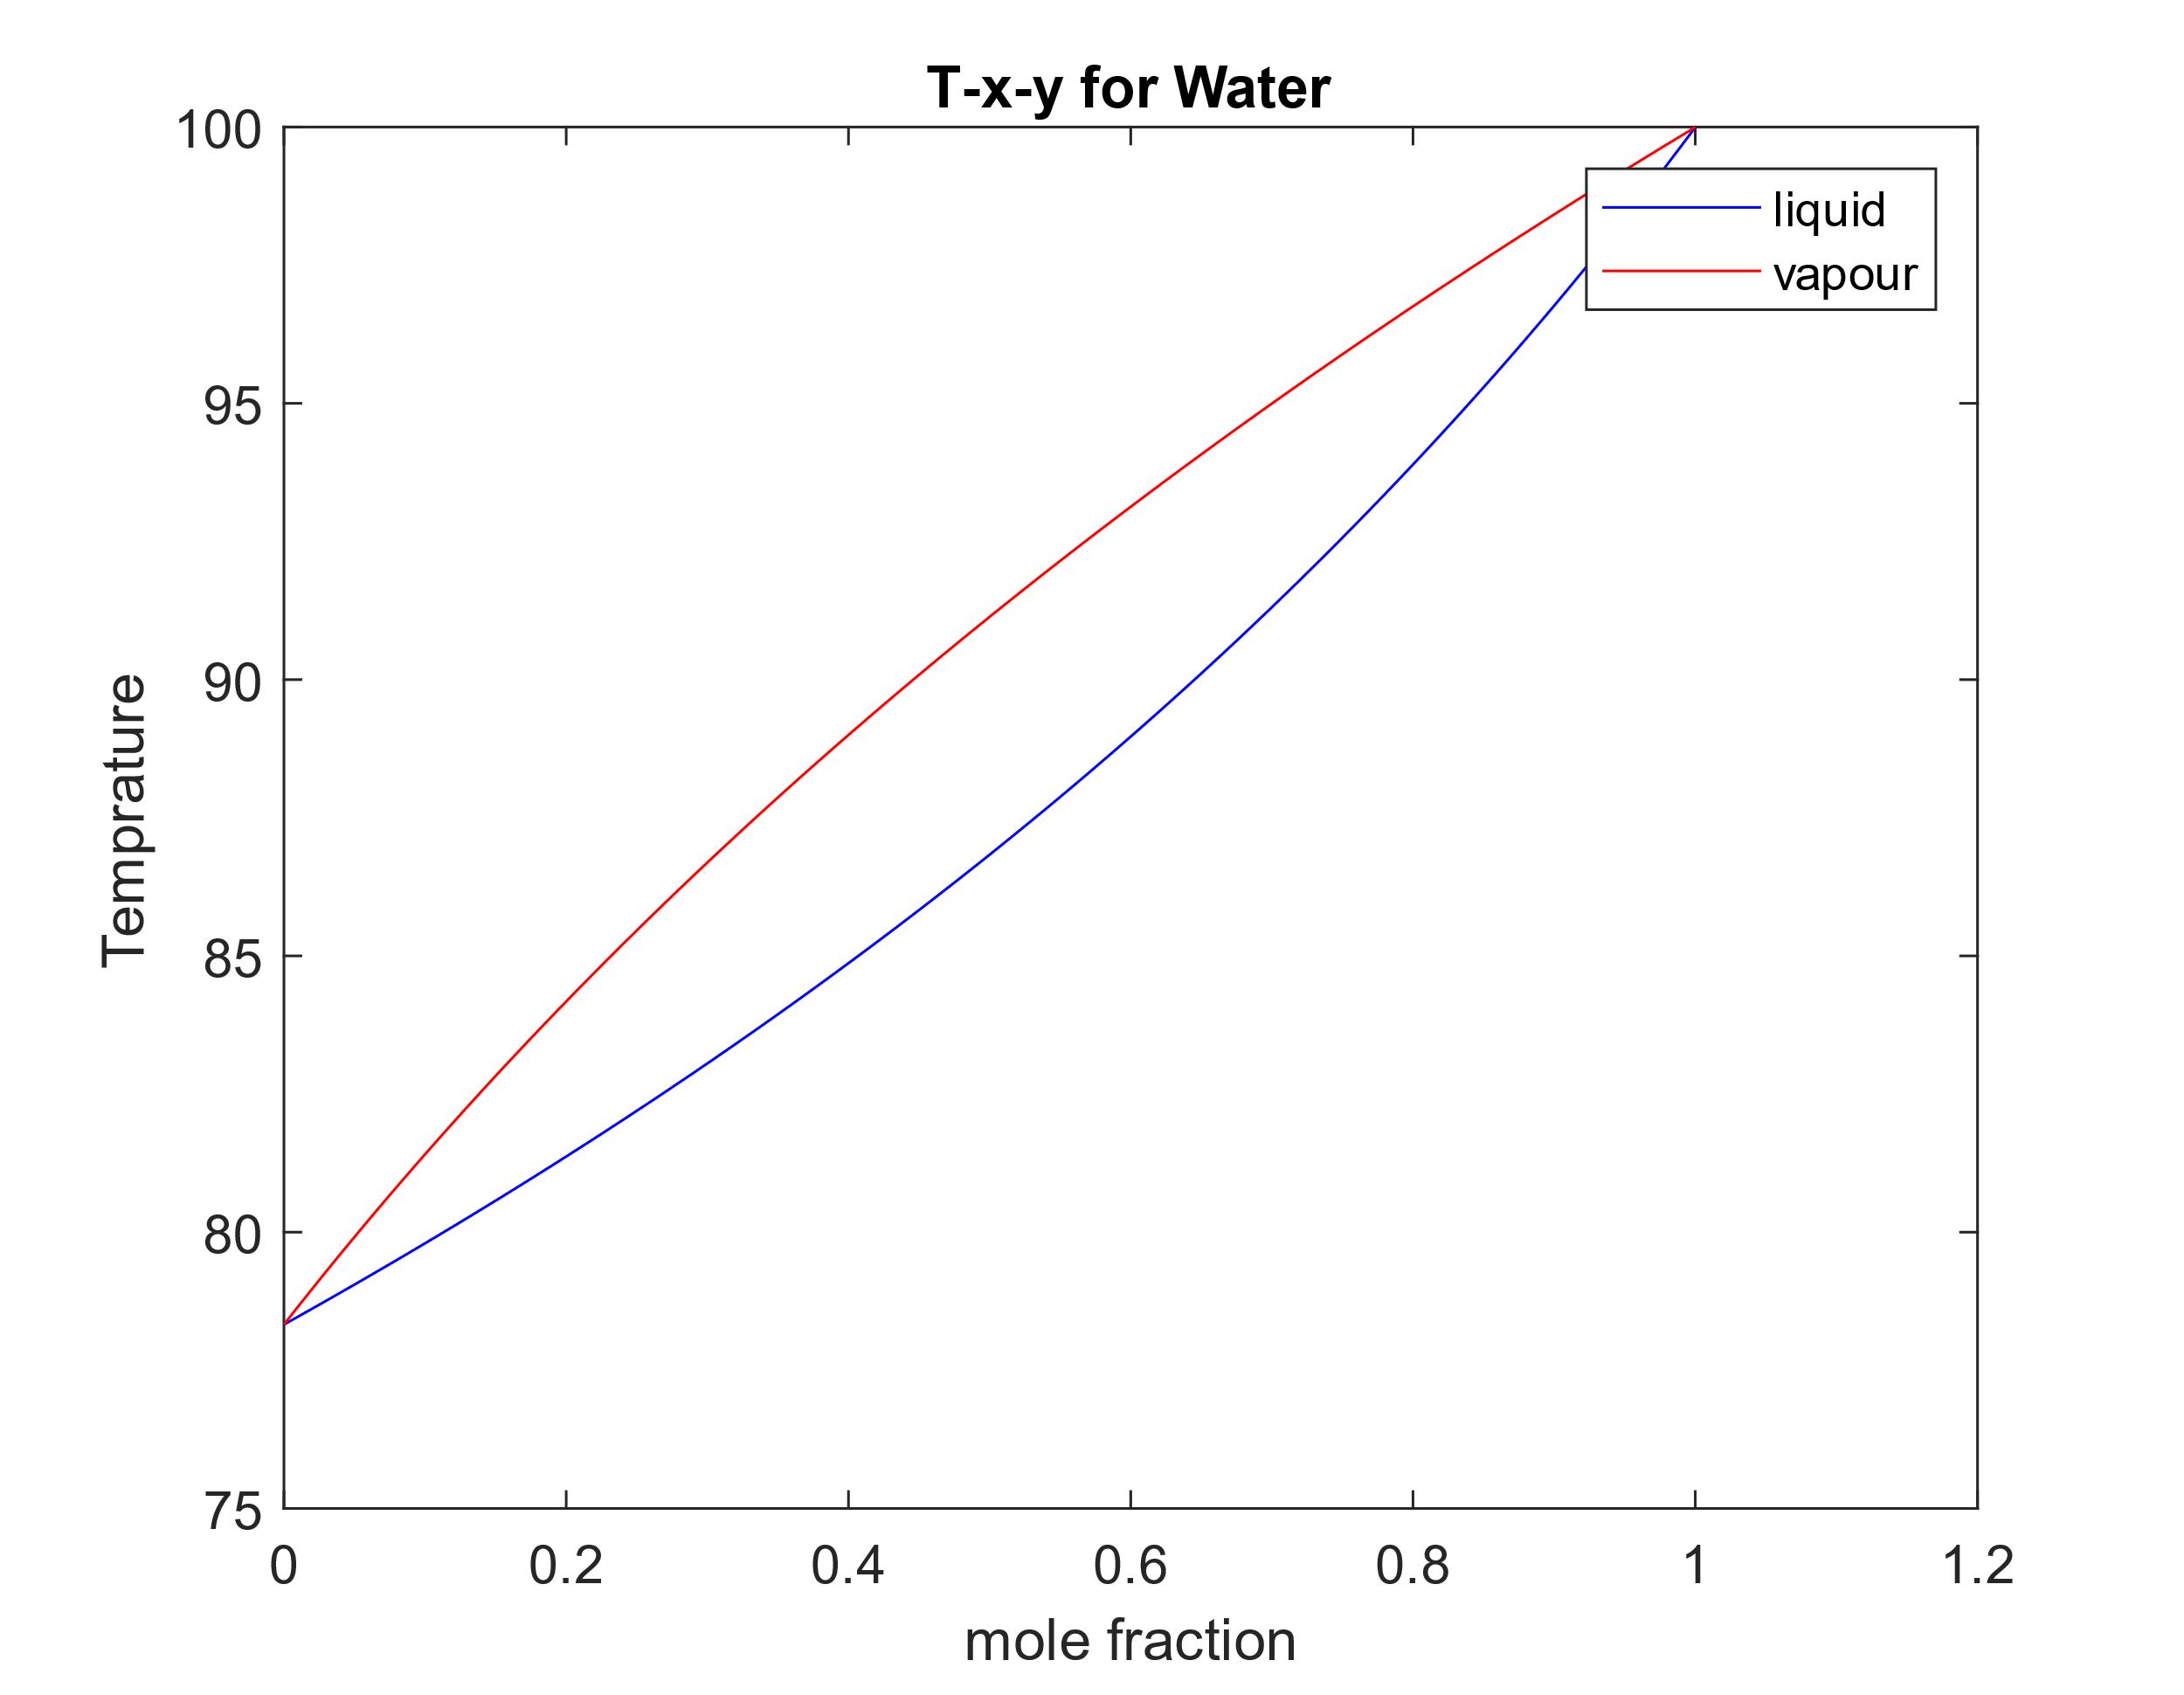 T-x-y for Water
100
95
90
85
80
75
Temprature
liquid
vapour
0 0.2 0.4 0.6 0.8 1 1.2
mole fraction